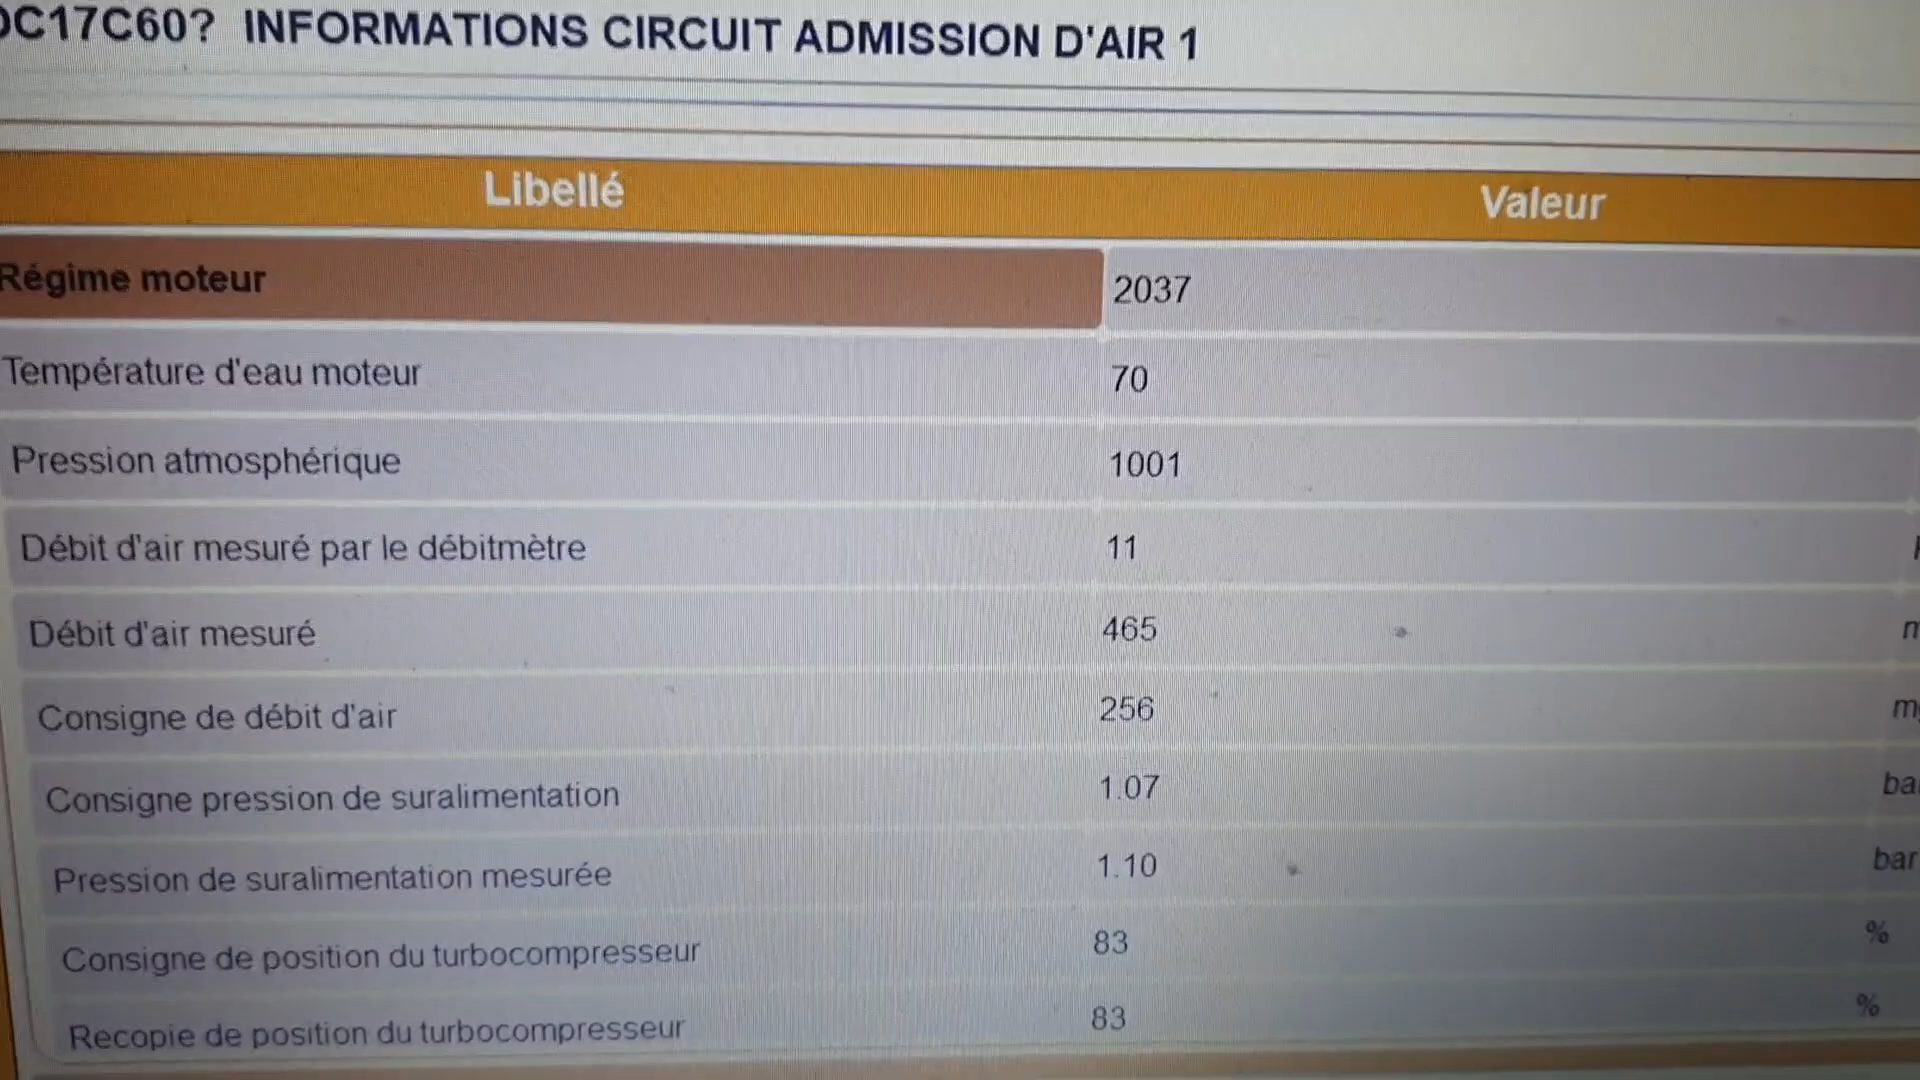 DC17C60? INFORMATIONS CIRCUIT ADMISSION D'AIR 1
Libellé Valeur
Régime moteur 2037
Température d'eau moteur 70
Pression atmosphérique 1001
Débit d'air mesuré par le débitmètre 11
Débit d'air mesuré 465
Consigne de débit d'air 256
Consigne pression de suralimentation 1.07 bar
Pression de suralimentation mesurée 1.10 bar
Consigne de position du turbocompresseur 83 %
Recopie de position du turbocompresseur 83 %